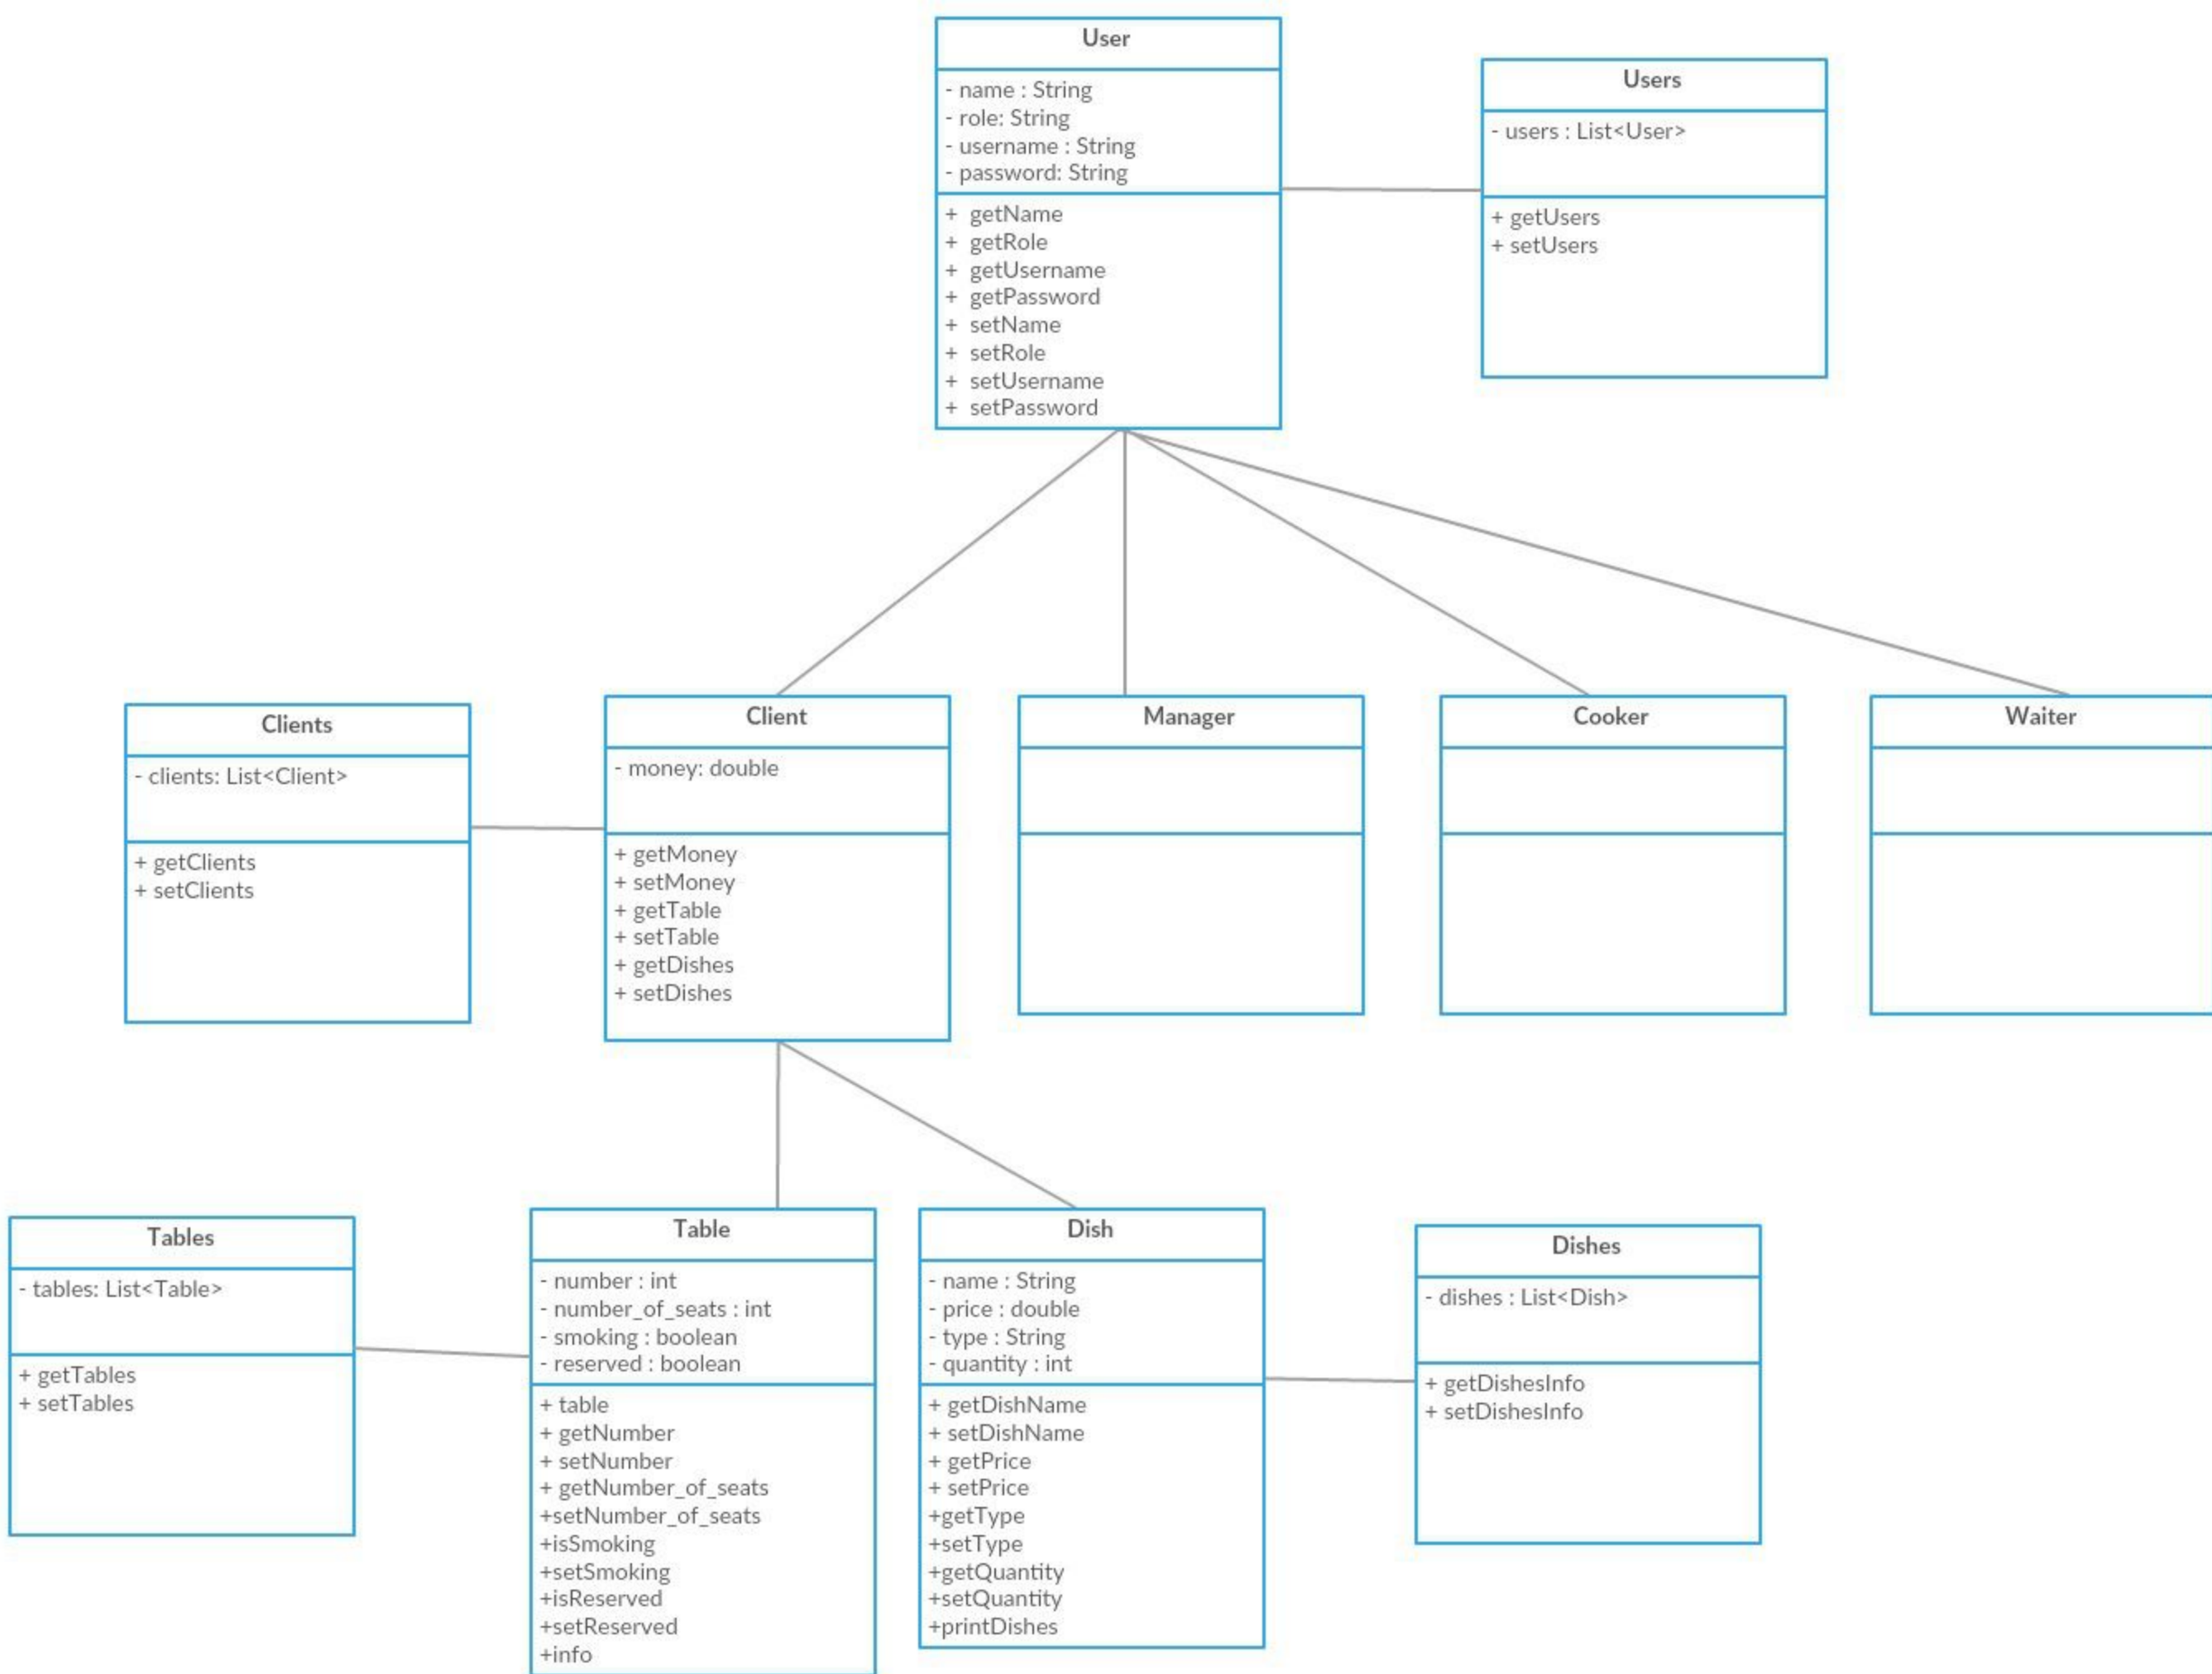 User
- name : String
- role: String
- username : String
- password: String
+ getName
+ getRole
+ getUsername
+ getPassword
+ setName
+ setRole
+ setUsername
+ setPassword
Users
- users : List<User>
+ getUsers
+ setUsers
Clients
- clients: List<Client>
+ getClients
+ setClients
Client
- money: double
+ getMoney
+ setMoney
+ getTable
+ setTable
+ getDishes
+ setDishes
Manager
Cooker
Waiter
Tables
- tables: List<Table>
+ getTables
+ setTables
Table
- number : int
- number_of_seats : int
- smoking : boolean
- reserved : boolean
+ table
+ getNumber
+ setNumber
+ getNumber_of_seats
+setNumber_of_seats
+isSmoking
+setSmoking
+isReserved
+setReserved
+info
Dish
- name : String
- price : double
- type : String
- quantity : int
+ getDishName
+ setDishName
+ getPrice
+ setPrice
+getType
+setType
+getQuantity
+setQuantity
+printDishes
Dishes
- dishes : List<Dish>
+ getDishesInfo
+ setDishesInfo